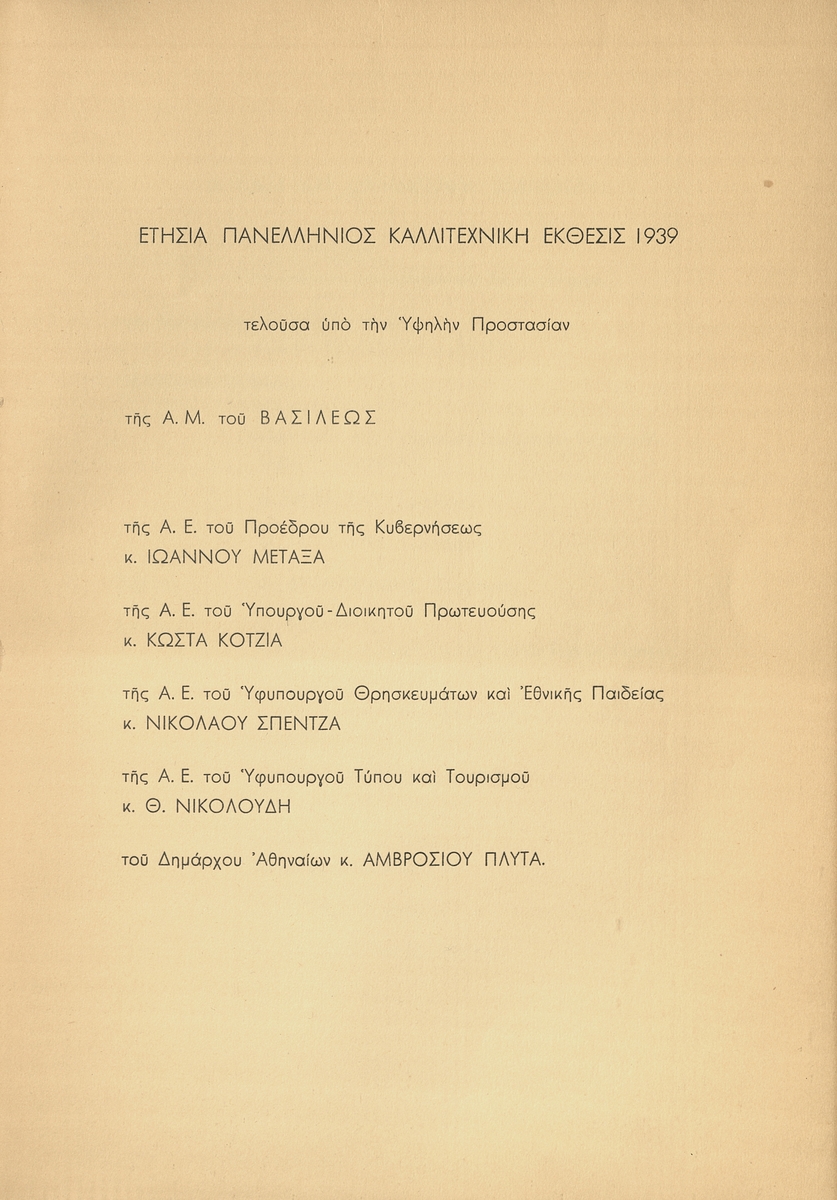 ΕΤΗΣΙΑ ΠΑΝΕΛΛΗΝΙΟΣ ΚΑΛΛΙΤΕΧΝΙΚΗ ΕΚΘΕΣΙΣ 1939
τελοῦσα ὑπὸ τὴν Ὑψηλὴν Προστασίαν
τῆς Α. Μ. τοῦ ΒΑΣΙΛΕΩΣ
τῆς Α. Ε. τοῦ Προέδρου τῆς Κυβερνήσεως
κ. ΙΩΑΝΝΟΥ ΜΕΤΑΞΑ
τῆς Α. Ε. τοῦ Ὑπουργοῦ - Διοικητοῦ Πρωτευούσης
κ. ΚΩΣΤΑ ΚΟΤΖΙΑ
τῆς Α. Ε. τοῦ Ὑφυπουργοῦ Θρησκευμάτων καὶ Ἐθνικῆς Παιδείας
κ. ΝΙΚΟΛΑΟΥ ΣΠΕΝΤΖΑ
τῆς Α. Ε. τοῦ Ὑφυπουργοῦ Τύπου καὶ Τουρισμοῦ
κ. Θ. ΝΙΚΟΛΟΥΔΗ
τοῦ Δημάρχου Ἀθηναίων κ. ΑΜΒΡΟΣΙΟΥ ΠΛΥΤΑ.